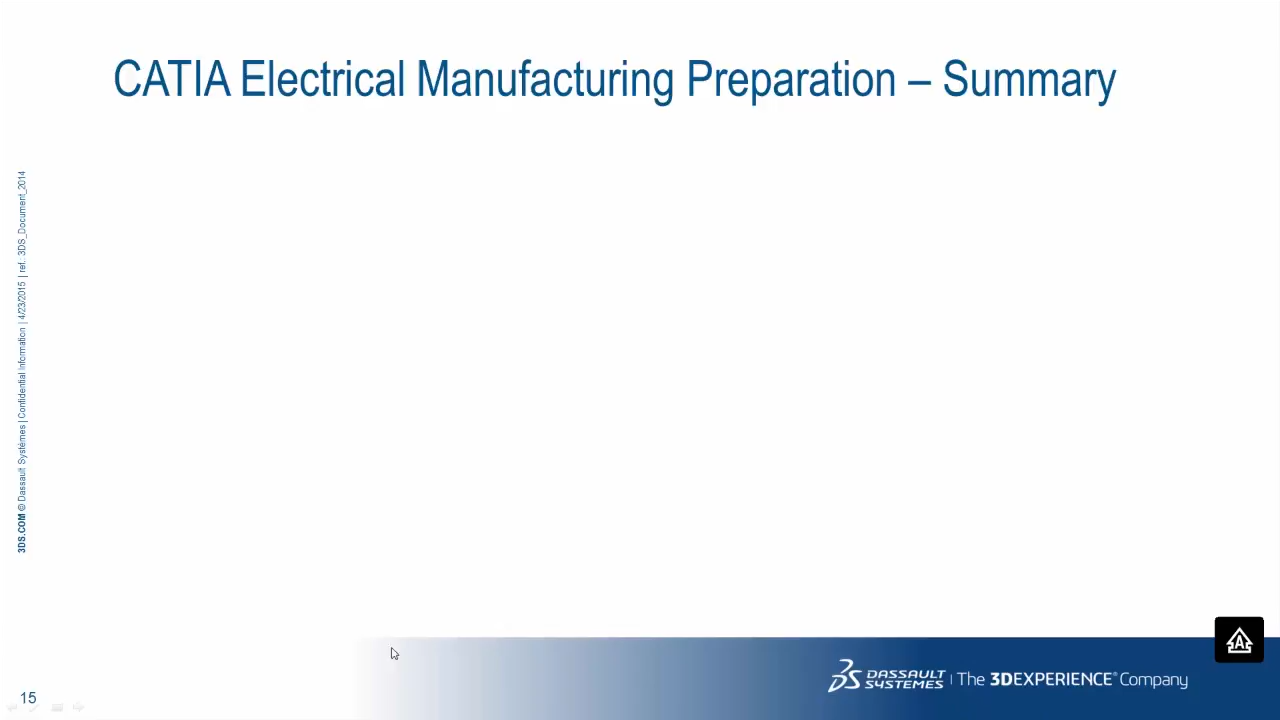 CATIA Electrical Manufacturing Preparation – Summary
3DS.COM © Dassault Systèmes | Confidential Information | 4/23/2015 | ref.: 3DS_Document_2014
15
DASSAULT SYSTEMES | The 3DEXPERIENCE® Company
A